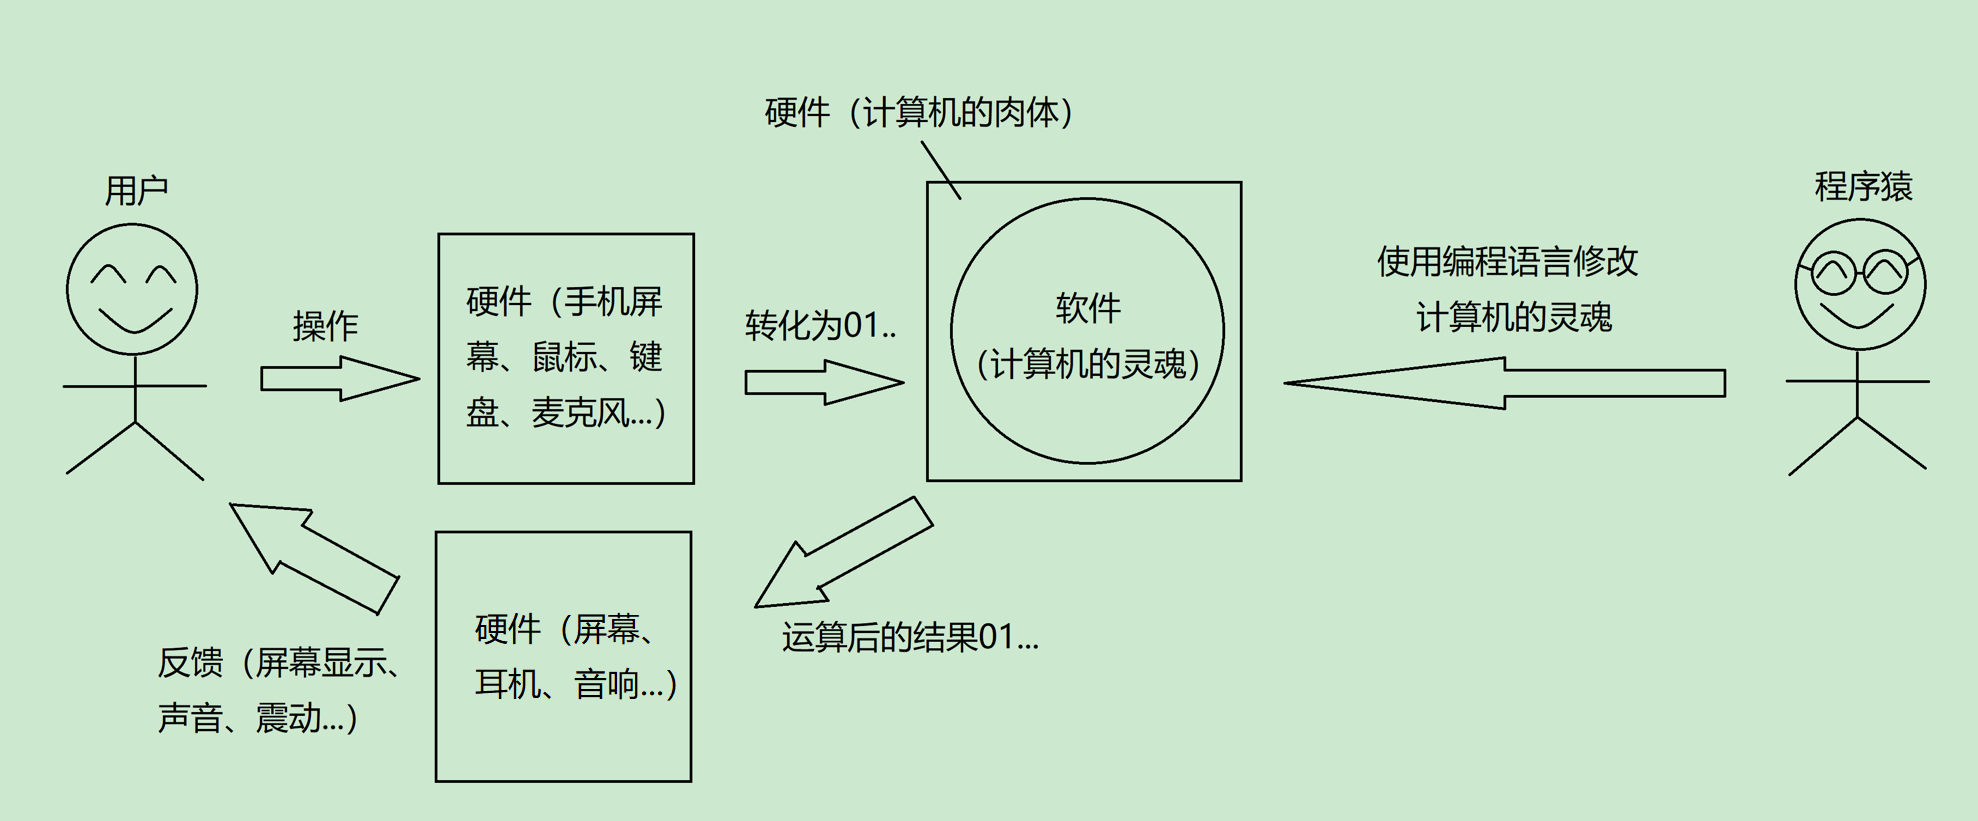 硬件（计算机的肉体）
用户
程序猿
操作
硬件（手机屏
幕、鼠标、键
盘、麦克风...）
转化为01..
软件
（计算机的灵魂）
使用编程语言修改
计算机的灵魂
反馈（屏幕显示、
声音、震动...）
硬件（屏幕、
耳机、音响...）
运算后的结果01...